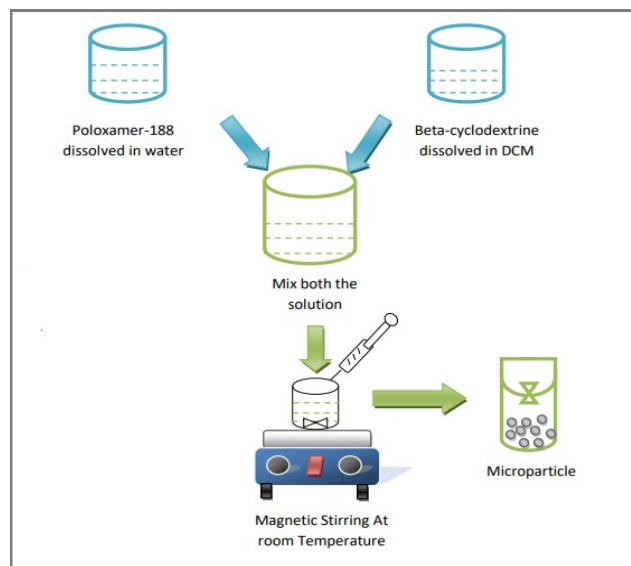 Poloxamer-188
dissolved in water
Beta-cyclodextrine
dissolved in DCM
Mix both the
solution
Microparticle
Magnetic Stirring At
room Temperature